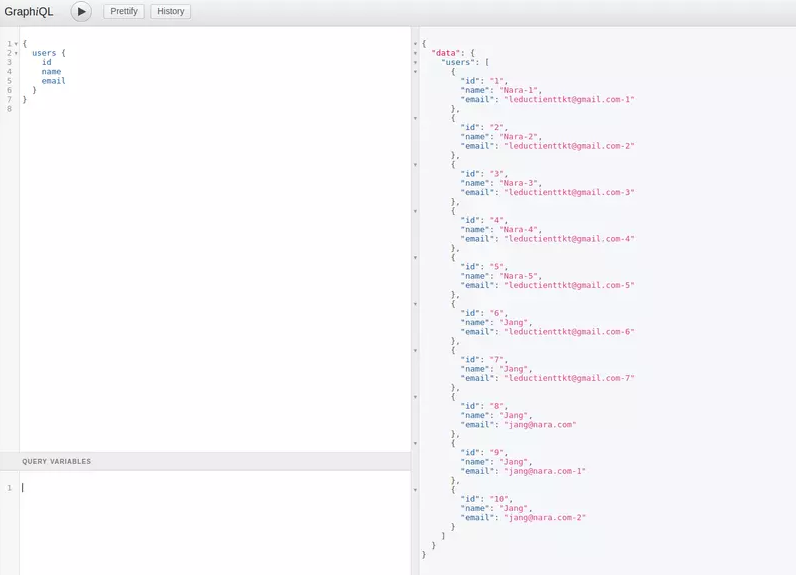 GraphiQL
Prettify
History
1 {
2 users {
3 id
4 name
5 email
6 }
7 }
8
QUERY VARIABLES
1
{
"data": {
"users": [
{
"id": "1",
"name": "Nara-1",
"email": "leductienttkt@gmail.com-1"
},
{
"id": "2",
"name": "Nara-2",
"email": "leductienttkt@gmail.com-2"
},
{
"id": "3",
"name": "Nara-3",
"email": "leductienttkt@gmail.com-3"
},
{
"id": "4",
"name": "Nara-4",
"email": "leductienttkt@gmail.com-4"
},
{
"id": "5",
"name": "Nara-5",
"email": "leductienttkt@gmail.com-5"
},
{
"id": "6",
"name": "Jang",
"email": "leductienttkt@gmail.com-6"
},
{
"id": "7",
"name": "Jang",
"email": "leductienttkt@gmail.com-7"
},
{
"id": "8",
"name": "Jang",
"email": "jang@nara.com"
},
{
"id": "9",
"name": "Jang",
"email": "jang@nara.com-1"
},
{
"id": "10",
"name": "Jang",
"email": "jang@nara.com-2"
}
]
}
}